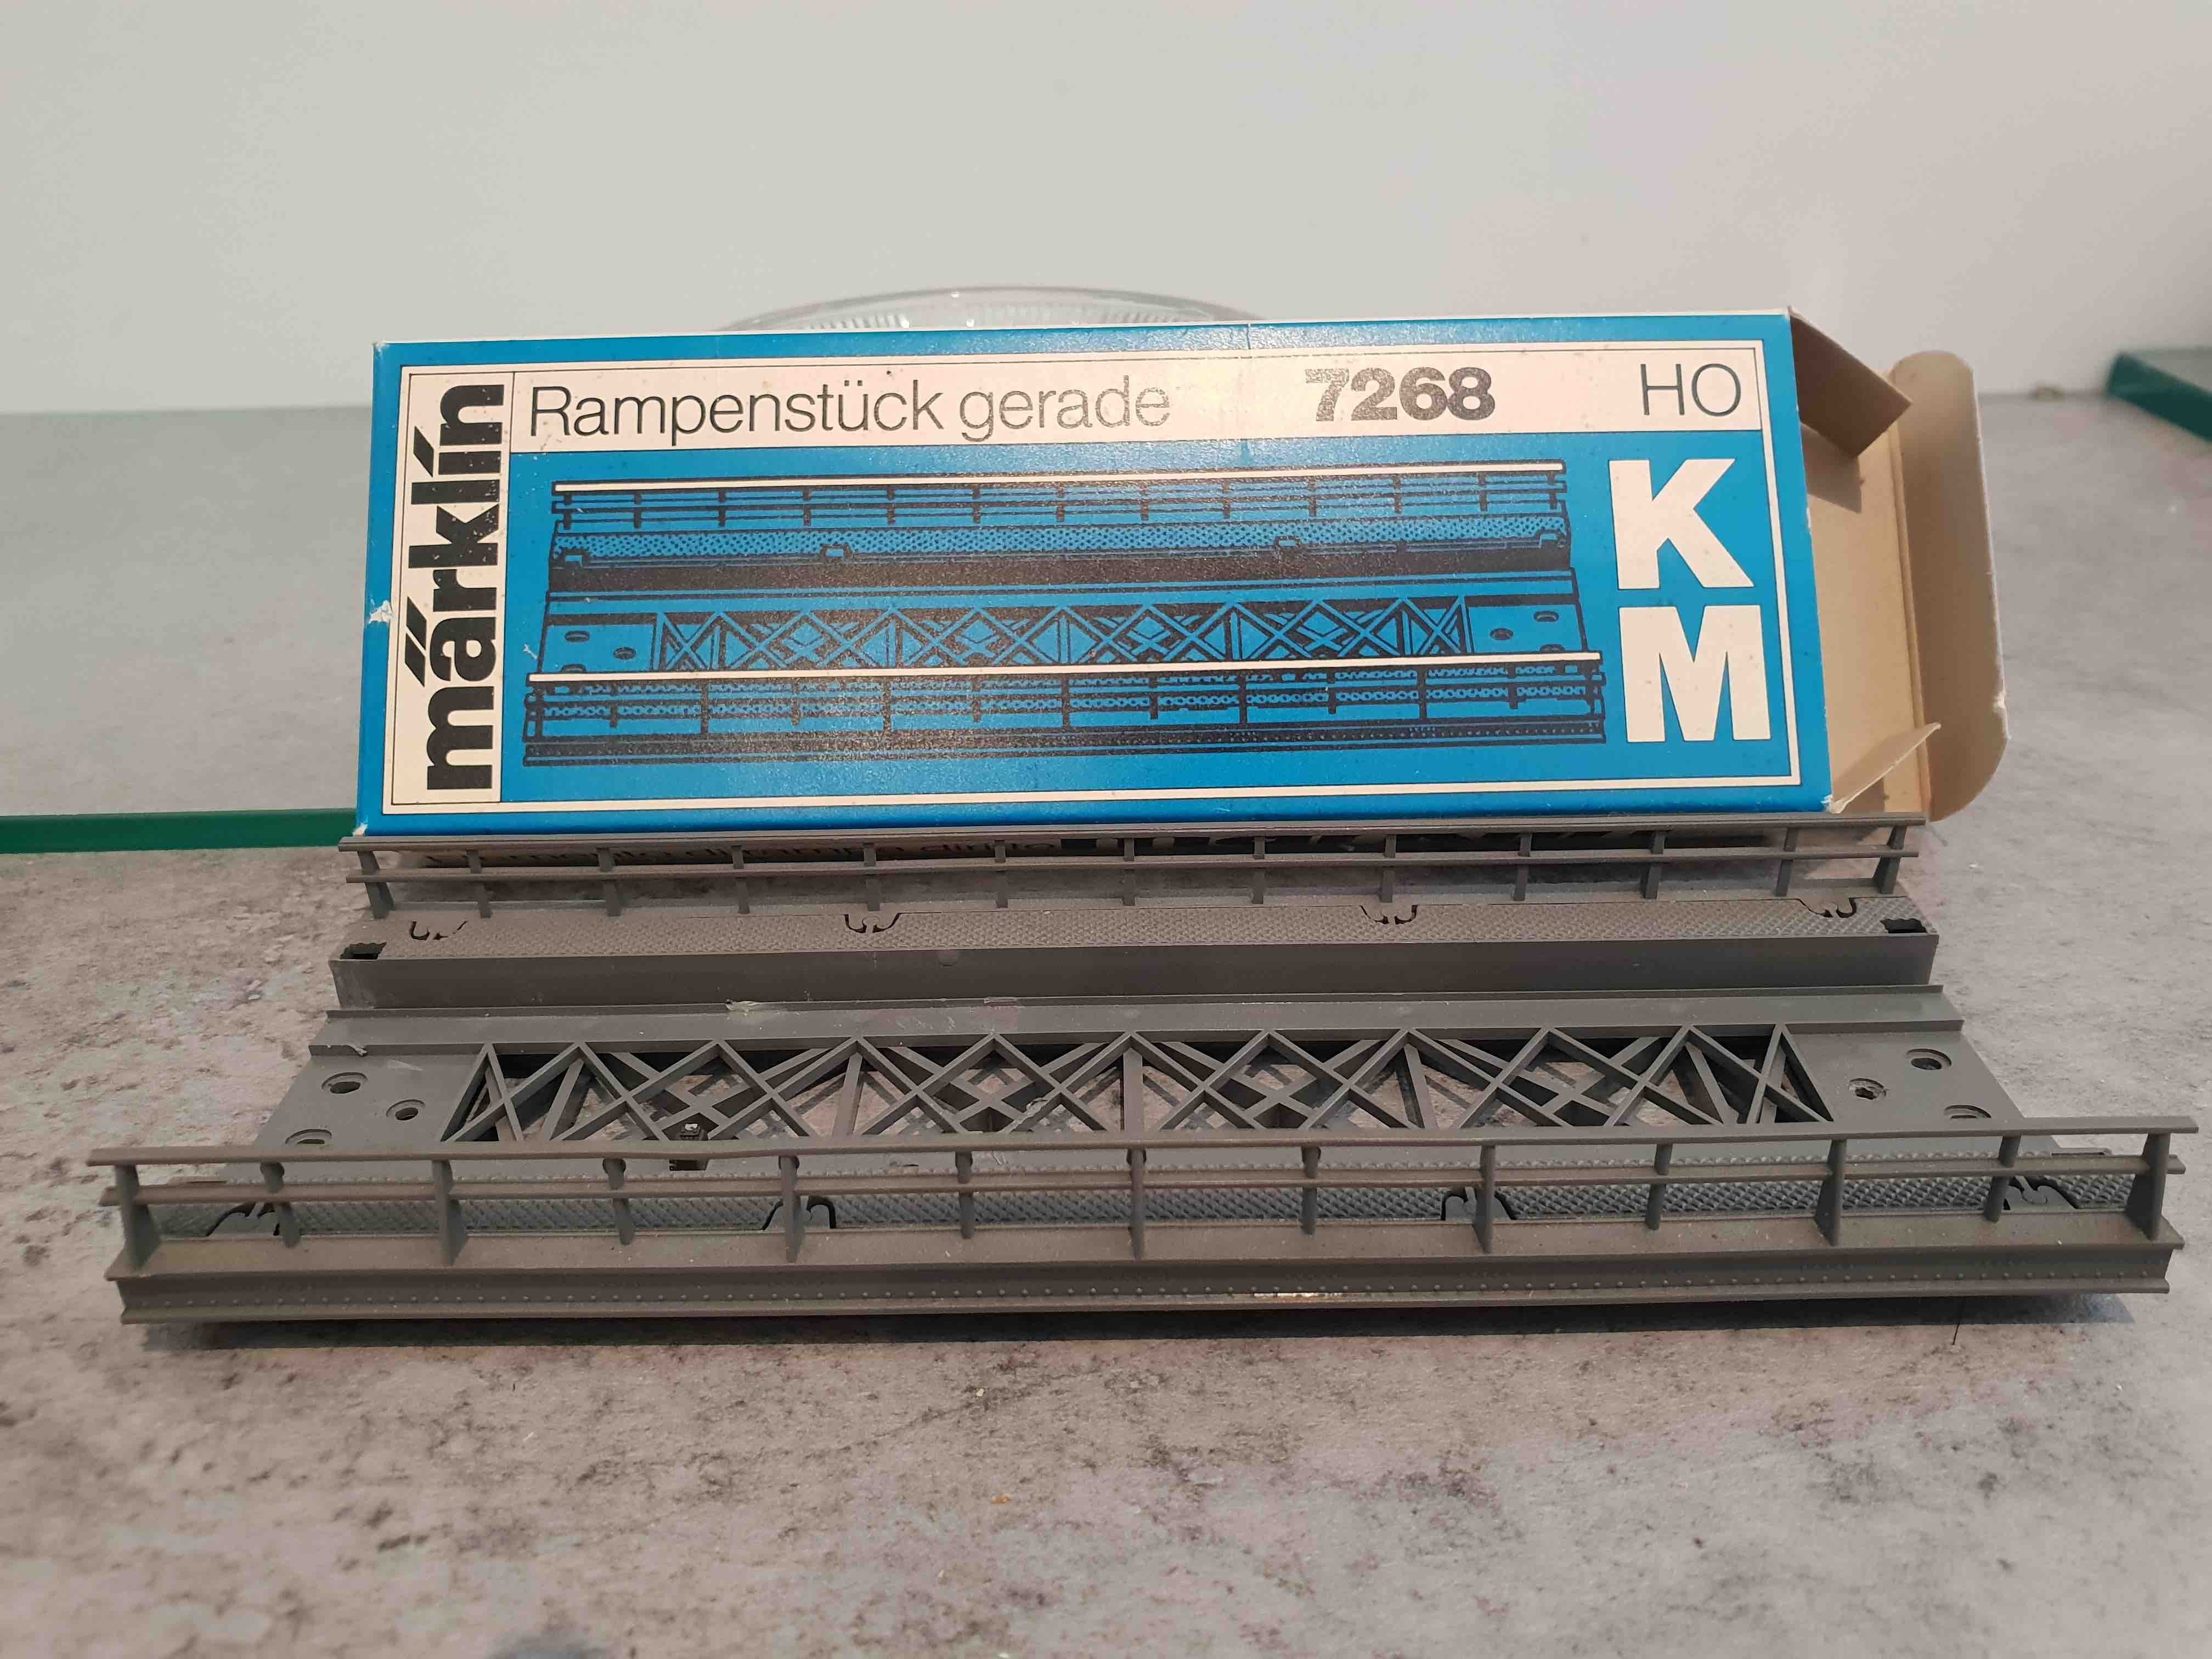 märklin
Rampenstück gerade 7268 HO
K
M